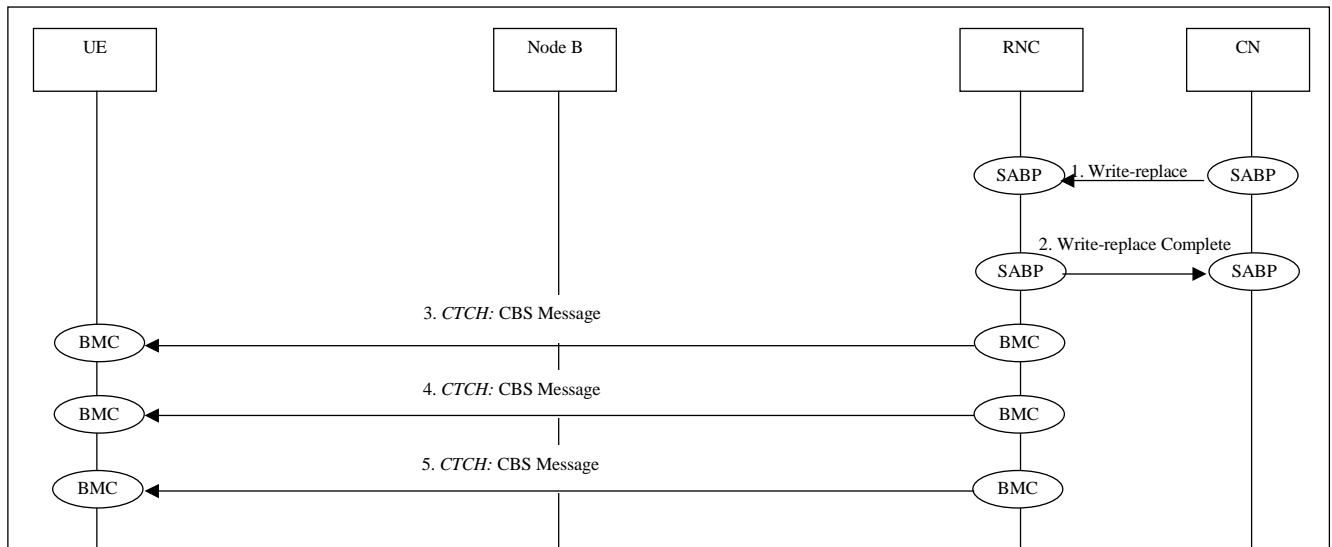 UE
Node B
RNC
CN
SABP
1. Write-replace
SABP
2. Write-replace Complete
SABP
SABP
3. CTCH: CBS Message
BMC
BMC
4. CTCH: CBS Message
BMC
BMC
5. CTCH: CBS Message
BMC
BMC